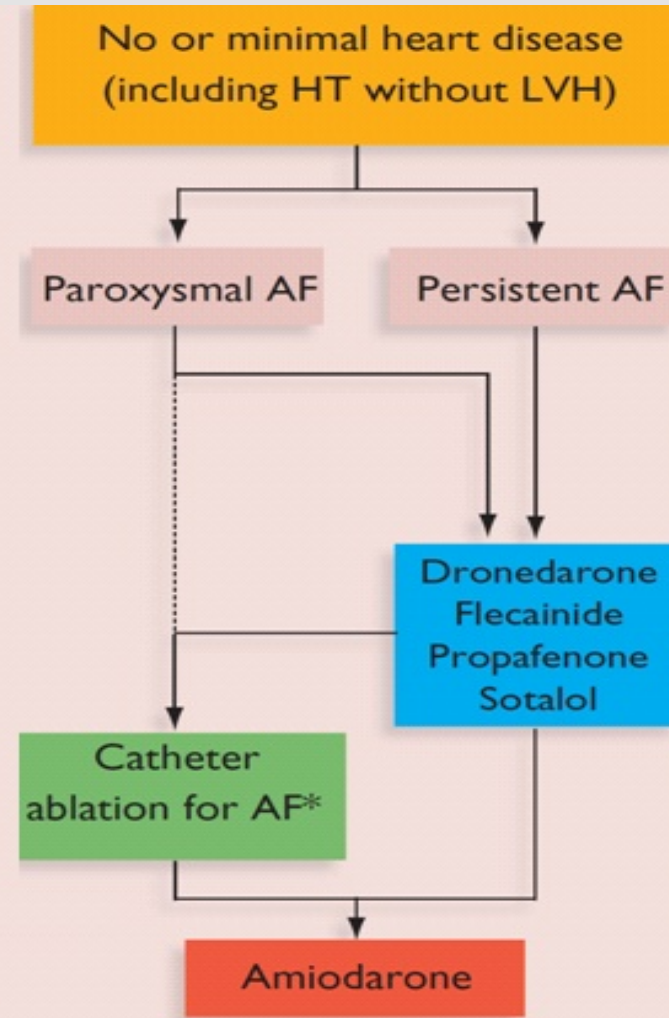 No or minimal heart disease
(including HT without LVH)
Paroxysmal AF
Persistent AF
Dronedarone
Flecainide
Propafenone
Sotalol
Catheter
ablation for AF*
Amiodarone